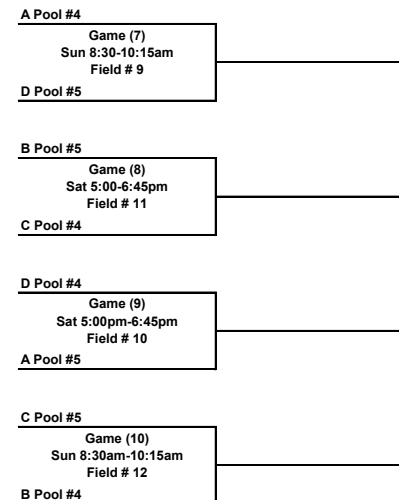 A Pool #4
Game (7)
Sun 8:30-10:15am
Field # 9
D Pool #5
B Pool #5
Game (8)
Sat 5:00-6:45pm
Field # 11
C Pool #4
D Pool #4
Game (9)
Sat 5:00pm-6:45pm
Field # 10
A Pool #5
C Pool #5
Game (10)
Sun 8:30am-10:15am
Field # 12
B Pool #4